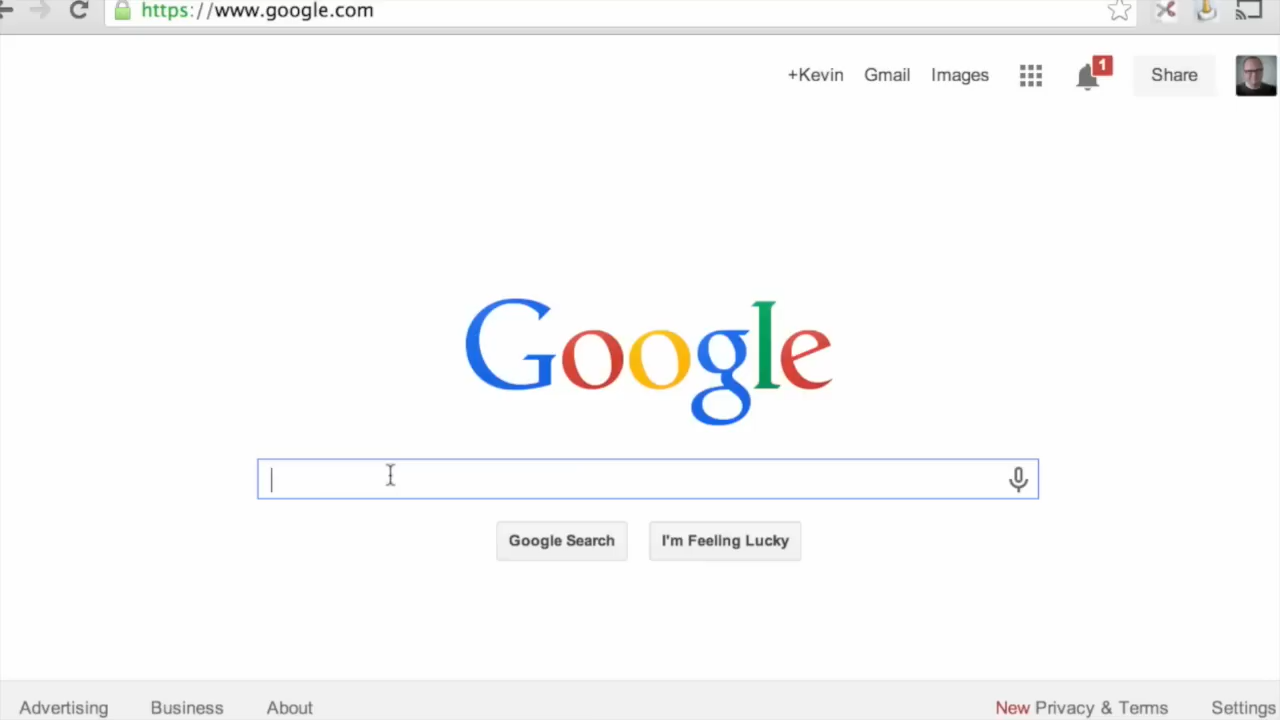 https://www.google.com
+Kevin Gmail Images 1 Share
Google
Google Search I'm Feeling Lucky
Advertising Business About New Privacy & Terms Settings